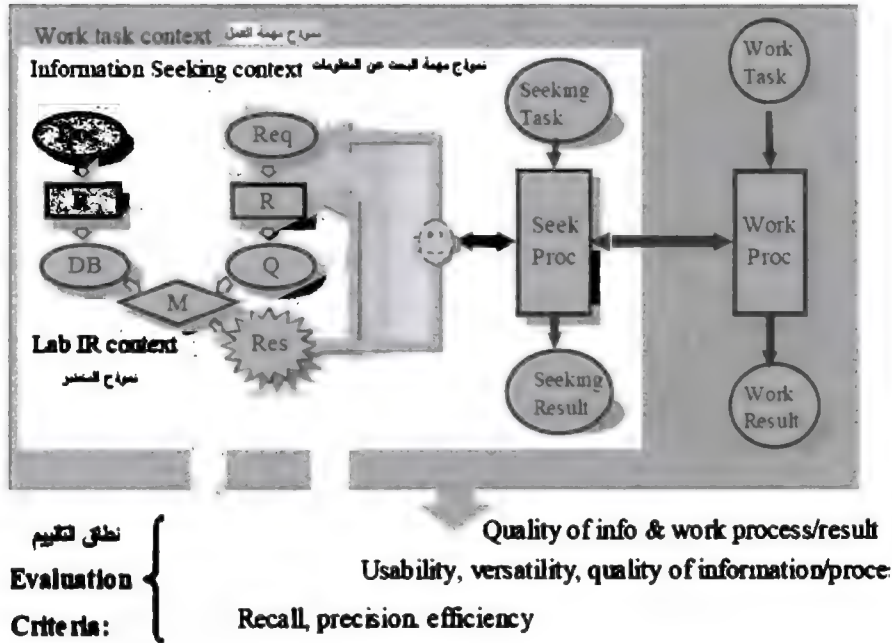 Work task context نموذج مهمة العمل
Information Seeking context نموذج مهمة البحث عن المعلومات
Work
Task
Seeking
Task
Req
R
R
Seek
Proc
Work
Proc
DB
Q
M
Res
Lab IR context
نموذج المختبر
Seeking
Result
Work
Result
نطاق التقييم
Evaluation
Criteria:
Quality of info & work process/result
Usability, versatility, quality of information/proce
Recall, precision. efficiency